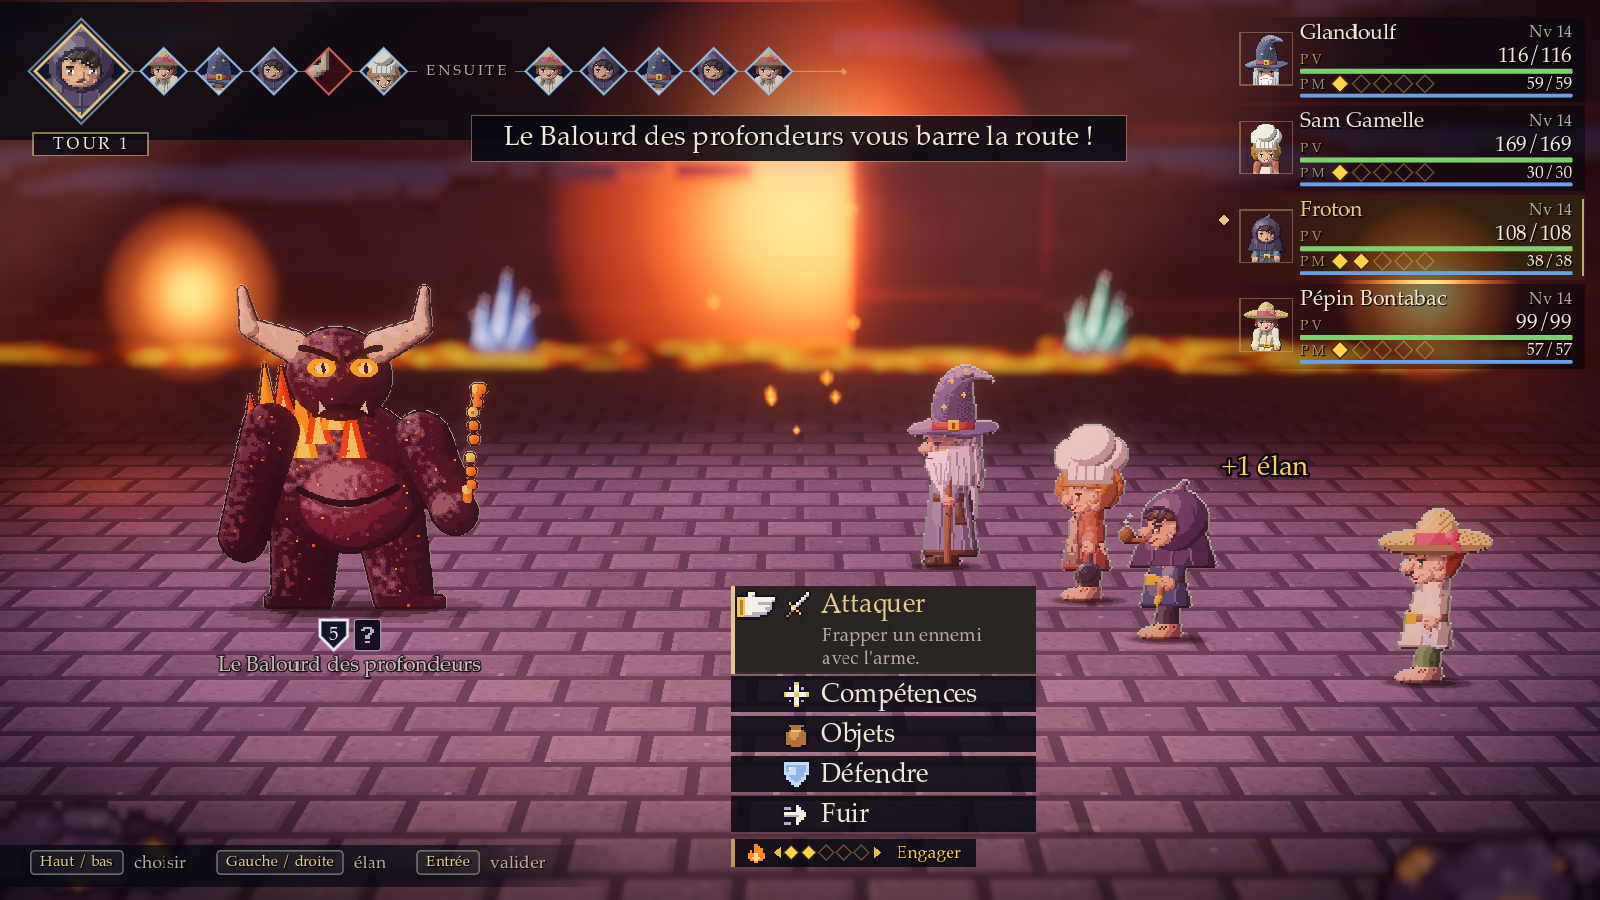 ENSUITE
TOUR 1
Le Balourd des profondeurs vous barre la route !
Glandoulf Nv 14
PV 116/116
PM 59/59
Sam Gamelle Nv 14
PV 169/169
PM 30/30
Froton Nv 14
PV 108/108
PM 38/38
Pépin Bontabac Nv 14
PV 99/99
PM 57/57
+1 élan
5 ?
Le Balourd des profondeurs
Attaquer
Frapper un ennemi
avec l'arme.
Compétences
Objets
Défendre
Fuir
Engager
Haut / bas choisir Gauche / droite élan Entrée valider